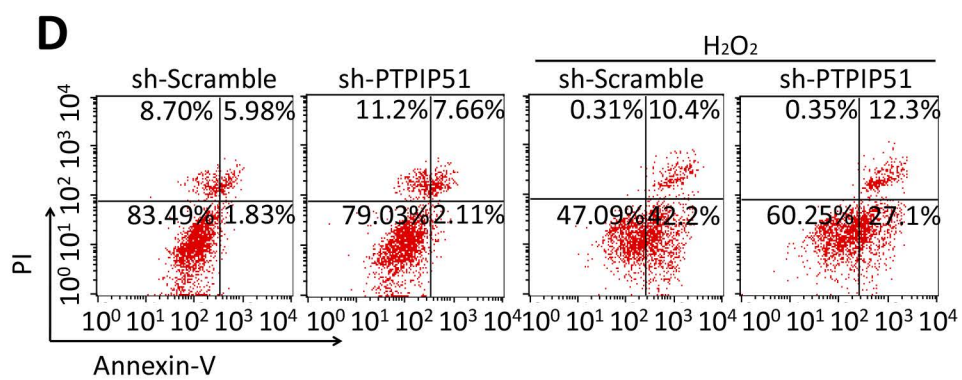 D
H₂O₂
sh-Scramble sh-PTPIP51 sh-Scramble sh-PTPIP51
8.70% 5.98% 11.2% 7.66% 0.31% 10.4% 0.35% 12.3%
83.49% 1.83% 79.03% 2.11% 47.09% 42.2% 60.25% 27.1%
PI
10⁰ 10¹ 10² 10³ 10⁴
10⁰ 10¹ 10² 10³ 10⁴ 10⁰ 10¹ 10² 10³ 10⁴ 10⁰ 10¹ 10² 10³ 10⁴ 10⁰ 10¹ 10² 10³ 10⁴
Annexin-V